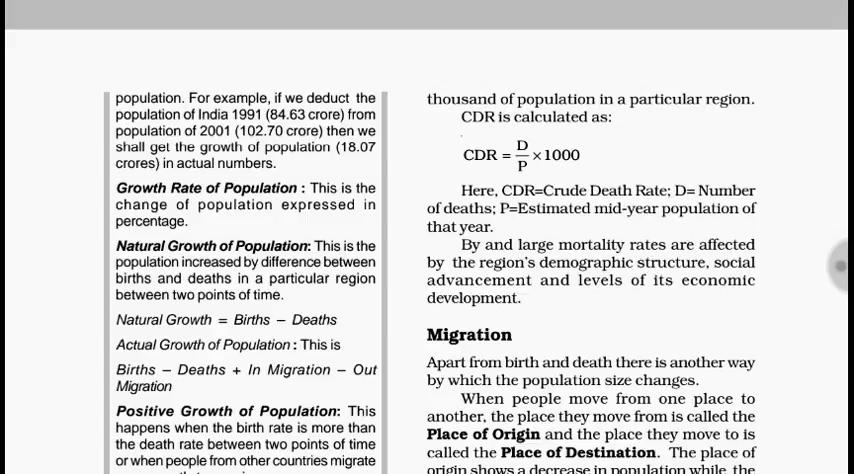 population. For example, if we deduct the
population of India 1991 (84.63 crore) from
population of 2001 (102.70 crore) then we
shall get the growth of population (18.07
crores) in actual numbers.
Growth Rate of Population : This is the
change of population expressed in
percentage.
Natural Growth of Population: This is the
population increased by difference between
births and deaths in a particular region
between two points of time.
Natural Growth = Births − Deaths
Actual Growth of Population : This is
Births − Deaths + In Migration − Out
Migration
Positive Growth of Population: This
happens when the birth rate is more than
the death rate between two points of time
or when people from other countries migrate
thousand of population in a particular region.
CDR is calculated as:
CDR = D/P ×1000
Here, CDR=Crude Death Rate; D= Number
of deaths; P=Estimated mid-year population of
that year.
By and large mortality rates are affected
by the region's demographic structure, social
advancement and levels of its economic
development.
Migration
Apart from birth and death there is another way
by which the population size changes.
When people move from one place to
another, the place they move from is called the
Place of Origin and the place they move to is
called the Place of Destination. The place of
origin shows a decrease in population while the